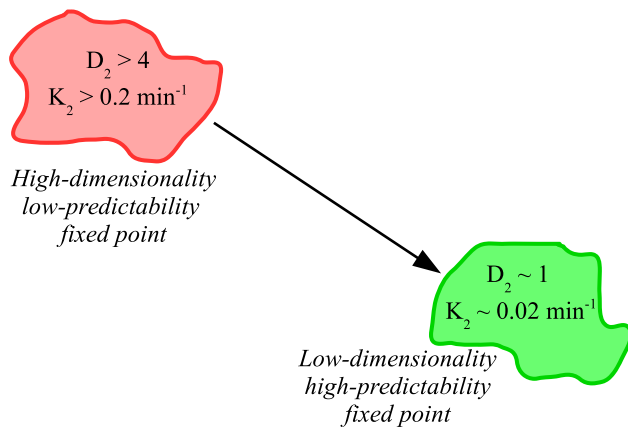 D₂ > 4
K₂ > 0.2 min⁻¹
High-dimensionality
low-predictability
fixed point
D₂ ~ 1
K₂ ~ 0.02 min⁻¹
Low-dimensionality
high-predictability
fixed point